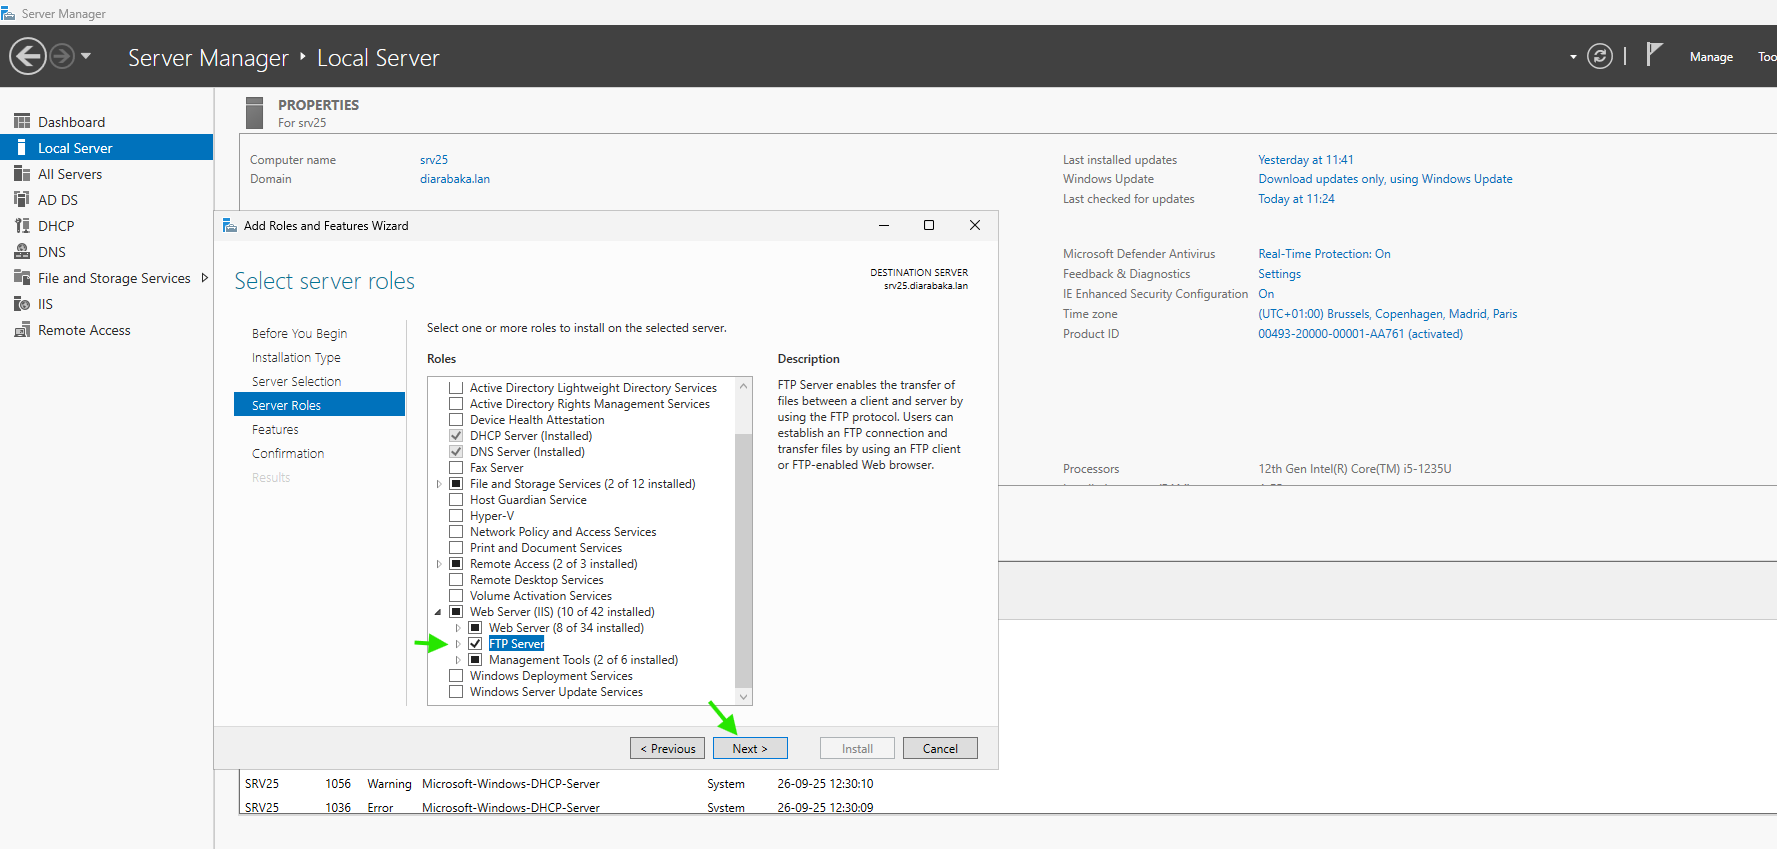 Server Manager
Server Manager ‣ Local Server
Manage
Too
Dashboard
Local Server
All Servers
AD DS
DHCP
DNS
File and Storage Services
IIS
Remote Access
PROPERTIES
For srv25
Computer name srv25
Domain diarabaka.lan
Last installed updates Yesterday at 11:41
Windows Update Download updates only, using Windows Update
Last checked for updates Today at 11:24
Microsoft Defender Antivirus Real-Time Protection: On
Feedback & Diagnostics Settings
IE Enhanced Security Configuration On
Time zone (UTC+01:00) Brussels, Copenhagen, Madrid, Paris
Product ID 00493-20000-00001-AA761 (activated)
Processors 12th Gen Intel(R) Core(TM) i5-1235U
Add Roles and Features Wizard
Select server roles
DESTINATION SERVER
srv25.diarabaka.lan
Before You Begin
Installation Type
Server Selection
Server Roles
Features
Confirmation
Results
Select one or more roles to install on the selected server.
Roles
Active Directory Lightweight Directory Services
Active Directory Rights Management Services
Device Health Attestation
DHCP Server (Installed)
DNS Server (Installed)
Fax Server
File and Storage Services (2 of 12 installed)
Host Guardian Service
Hyper-V
Network Policy and Access Services
Print and Document Services
Remote Access (2 of 3 installed)
Remote Desktop Services
Volume Activation Services
Web Server (IIS) (10 of 42 installed)
Web Server (8 of 34 installed)
FTP Server
Management Tools (2 of 6 installed)
Windows Deployment Services
Windows Server Update Services
Description
FTP Server enables the transfer of
files between a client and server by
using the FTP protocol. Users can
establish an FTP connection and
transfer files by using an FTP client
or FTP-enabled Web browser.
< Previous
Next >
Install
Cancel
SRV25 1056 Warning Microsoft-Windows-DHCP-Server System 26-09-25 12:30:10
SRV25 1036 Error Microsoft-Windows-DHCP-Server System 26-09-25 12:30:09